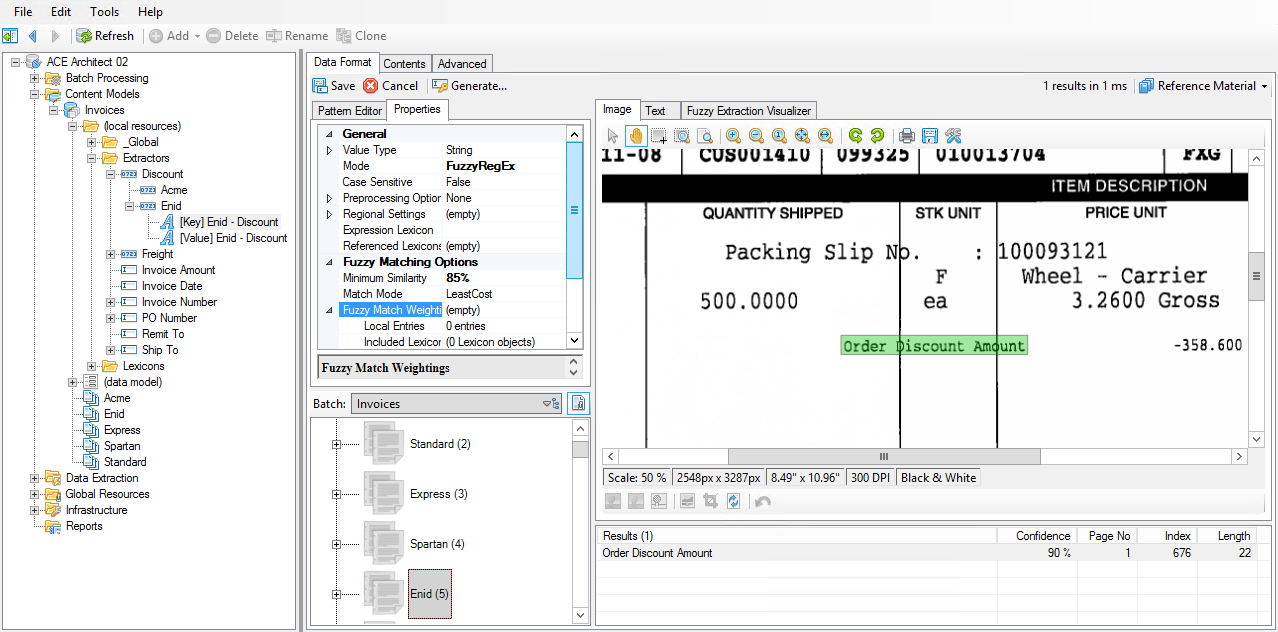 File Edit Tools Help
Refresh Add Delete Rename Clone
ACE Architect 02
Batch Processing
Content Models
Invoices
(local resources)
_Global
Extractors
Discount
Acme
Enid
[Key] Enid - Discount
[Value] Enid - Discount
Freight
Invoice Amount
Invoice Date
Invoice Number
PO Number
Remit To
Ship To
Lexicons
(data model)
Acme
Enid
Express
Spartan
Standard
Data Extraction
Global Resources
Infrastructure
Reports
Data Format Contents Advanced
Save Cancel Generate... 1 results in 1 ms Reference Material
Pattern Editor Properties
General
Value Type String
Mode FuzzyRegEx
Case Sensitive False
Preprocessing Option None
Regional Settings (empty)
Expression Lexicon
Referenced Lexicons (empty)
Fuzzy Matching Options
Minimum Similarity 85%
Match Mode LeastCost
Fuzzy Match Weighti (empty)
Local Entries 0 entries
Included Lexicor (0 Lexicon objects)
Fuzzy Match Weightings
Batch: Invoices
Standard (2)
Express (3)
Spartan (4)
Enid (5)
Image Text Fuzzy Extraction Visualizer
11-08 CUS001410 099325 010013704 FXG
ITEM DESCRIPTION
QUANTITY SHIPPED STK UNIT PRICE UNIT
Packing Slip No. : 100093121
F Wheel - Carrier
500.0000 ea 3.2600 Gross
Order Discount Amount -358.600
Scale: 50 % 2548px x 3287px 8.49" x 10.96" 300 DPI Black & White
Results (1) Confidence Page No Index Length
Order Discount Amount 90 % 1 676 22